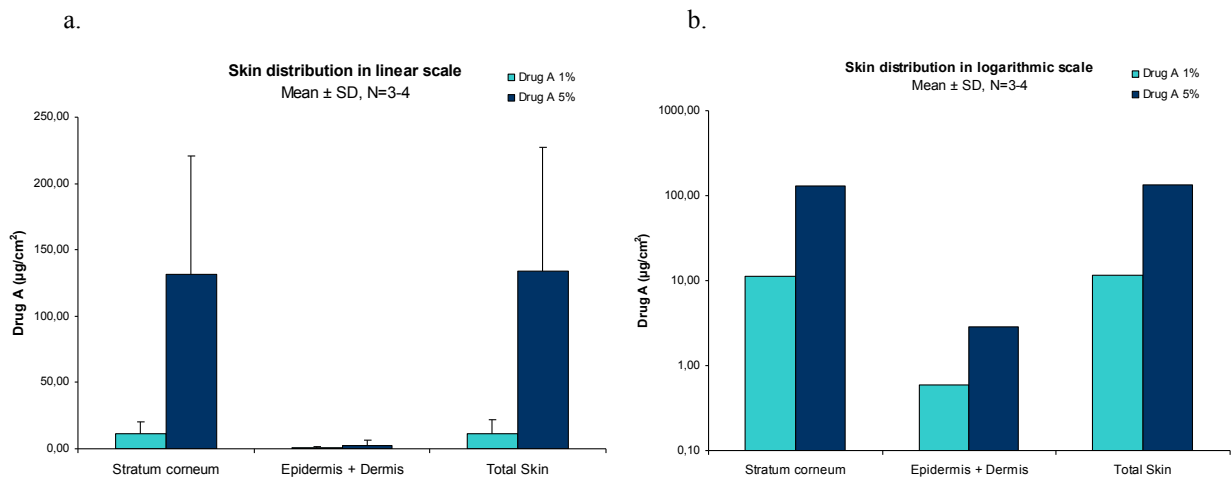 a.
Skin distribution in linear scale
Mean ± SD, N=3-4
Drug A 1%
Drug A 5%
Drug A (µg/cm²)
250,00
200,00
150,00
100,00
50,00
0,00
Stratum corneum
Epidermis + Dermis
Total Skin
b.
Skin distribution in logarithmic scale
Mean ± SD, N=3-4
Drug A 1%
Drug A 5%
Drug A (µg/cm²)
1000,00
100,00
10,00
1,00
0,10
Stratum corneum
Epidermis + Dermis
Total Skin